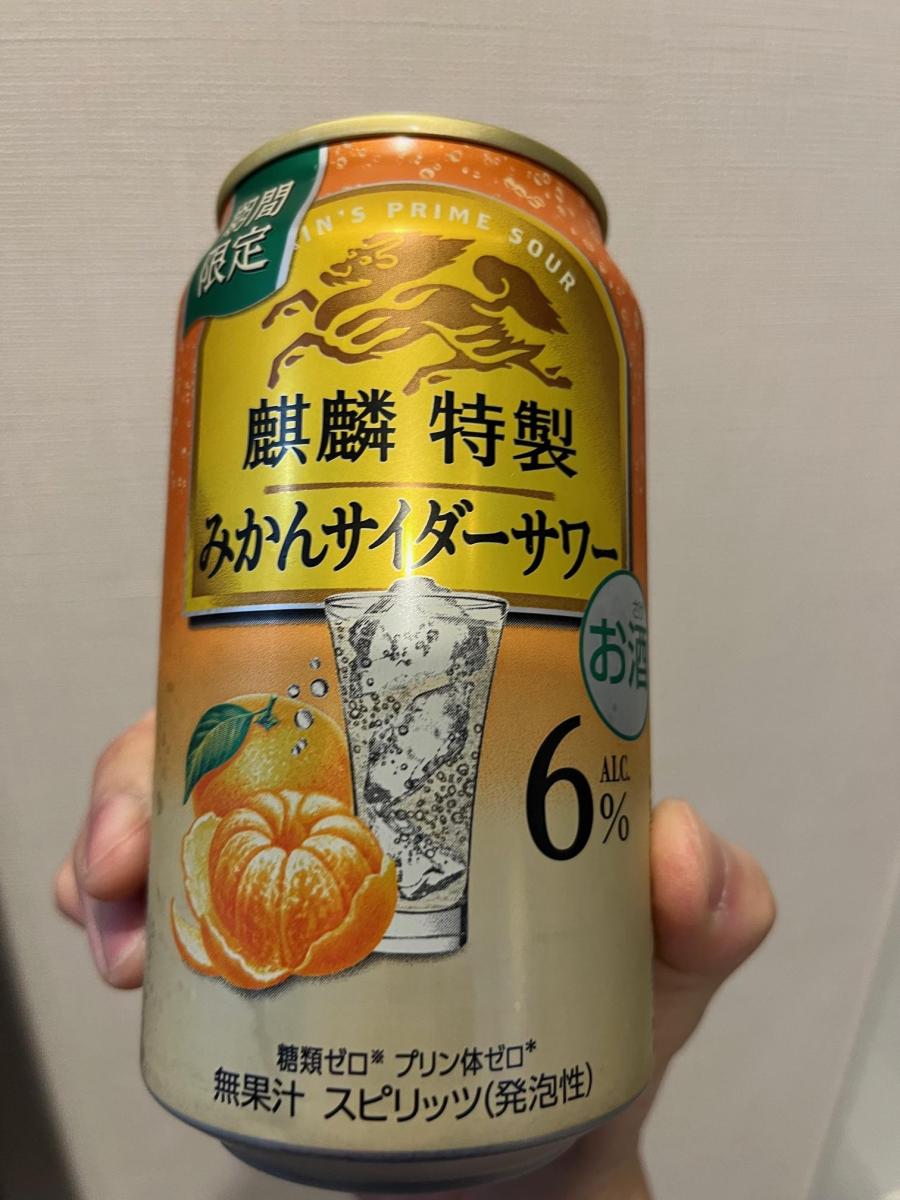 期間
限定
IN'S PRIME SOUR
麒麟 特製
みかんサイダーサワー
お酒
6
ALC.
%
糖類ゼロ※ プリン体ゼロ*
無果汁 スピリッツ(発泡性)